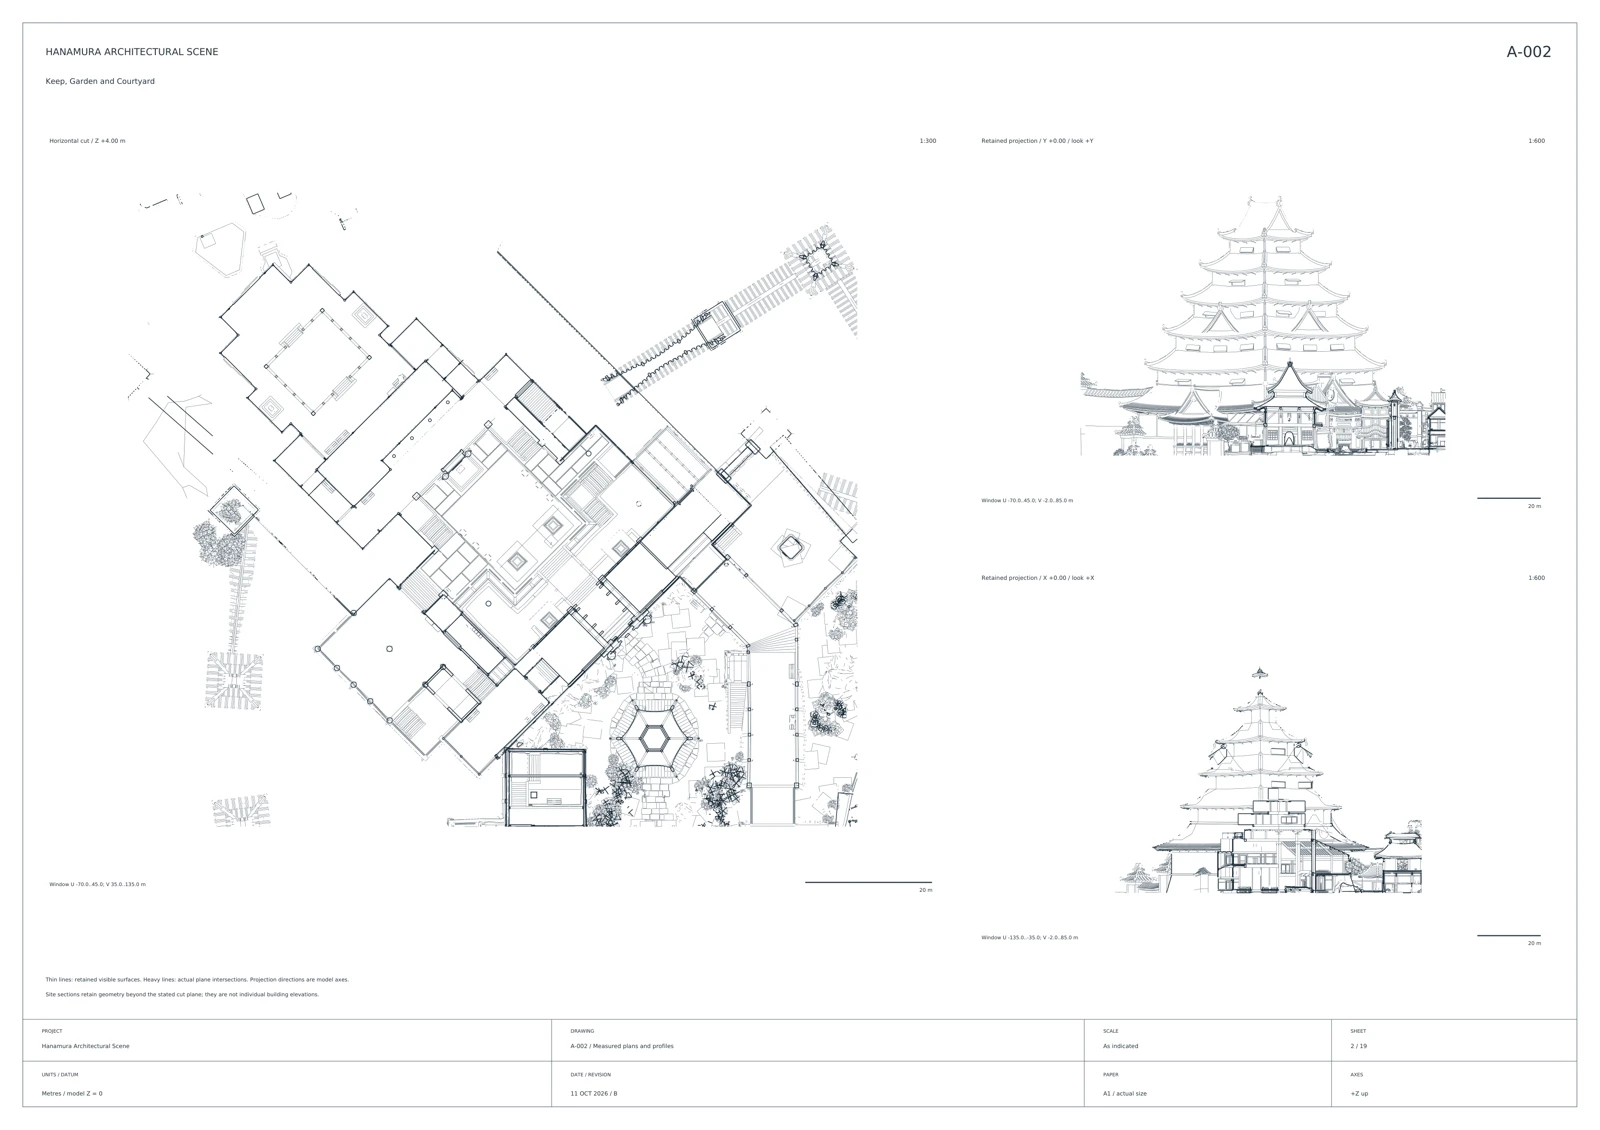 HANAMURA ARCHITECTURAL SCENE
A-002
Keep, Garden and Courtyard
Horizontal cut / Z +4.00 m
1:300
Retained projection / Y +0.00 / look +Y
1:600
Window U -70.0..45.0; V -2.0..85.0 m
20 m
Retained projection / X +0.00 / look +X
1:600
Window U -70.0..45.0; V 35.0..135.0 m
20 m
Window U -135.0..-35.0; V -2.0..85.0 m
20 m
Thin lines: retained visible surfaces. Heavy lines: actual plane intersections. Projection directions are model axes.
Site sections retain geometry beyond the stated cut plane; they are not individual building elevations.
PROJECT
Hanamura Architectural Scene
DRAWING
A-002 / Measured plans and profiles
SCALE
As indicated
SHEET
2 / 19
UNITS / DATUM
Metres / model Z = 0
DATE / REVISION
11 OCT 2026 / B
PAPER
A1 / actual size
AXES
+Z up